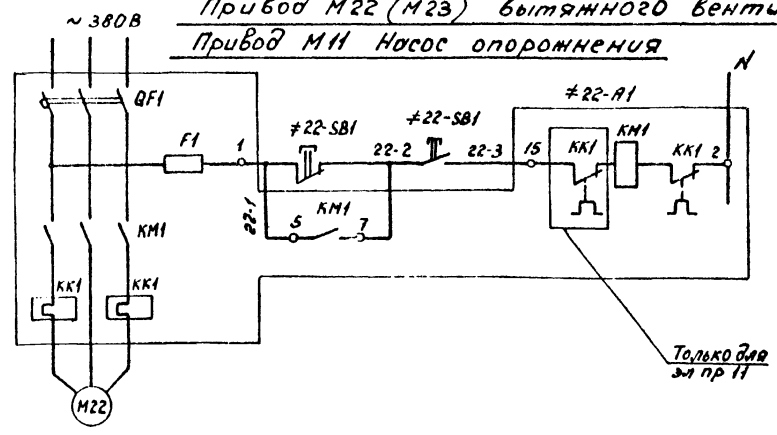 Привод М22 (М23) вытяжного венти
~ 380В
Привод М11 Насос опорожнения
N
QF1
≠22-A1
F1
1
≠22-SB1
≠22-SB1
22-2
22-3
15
КК1
КМ1
КК1
2
22-1
КМ1
5
7
КМ1
КК1
КК1
Только для
эл пр 11
М22